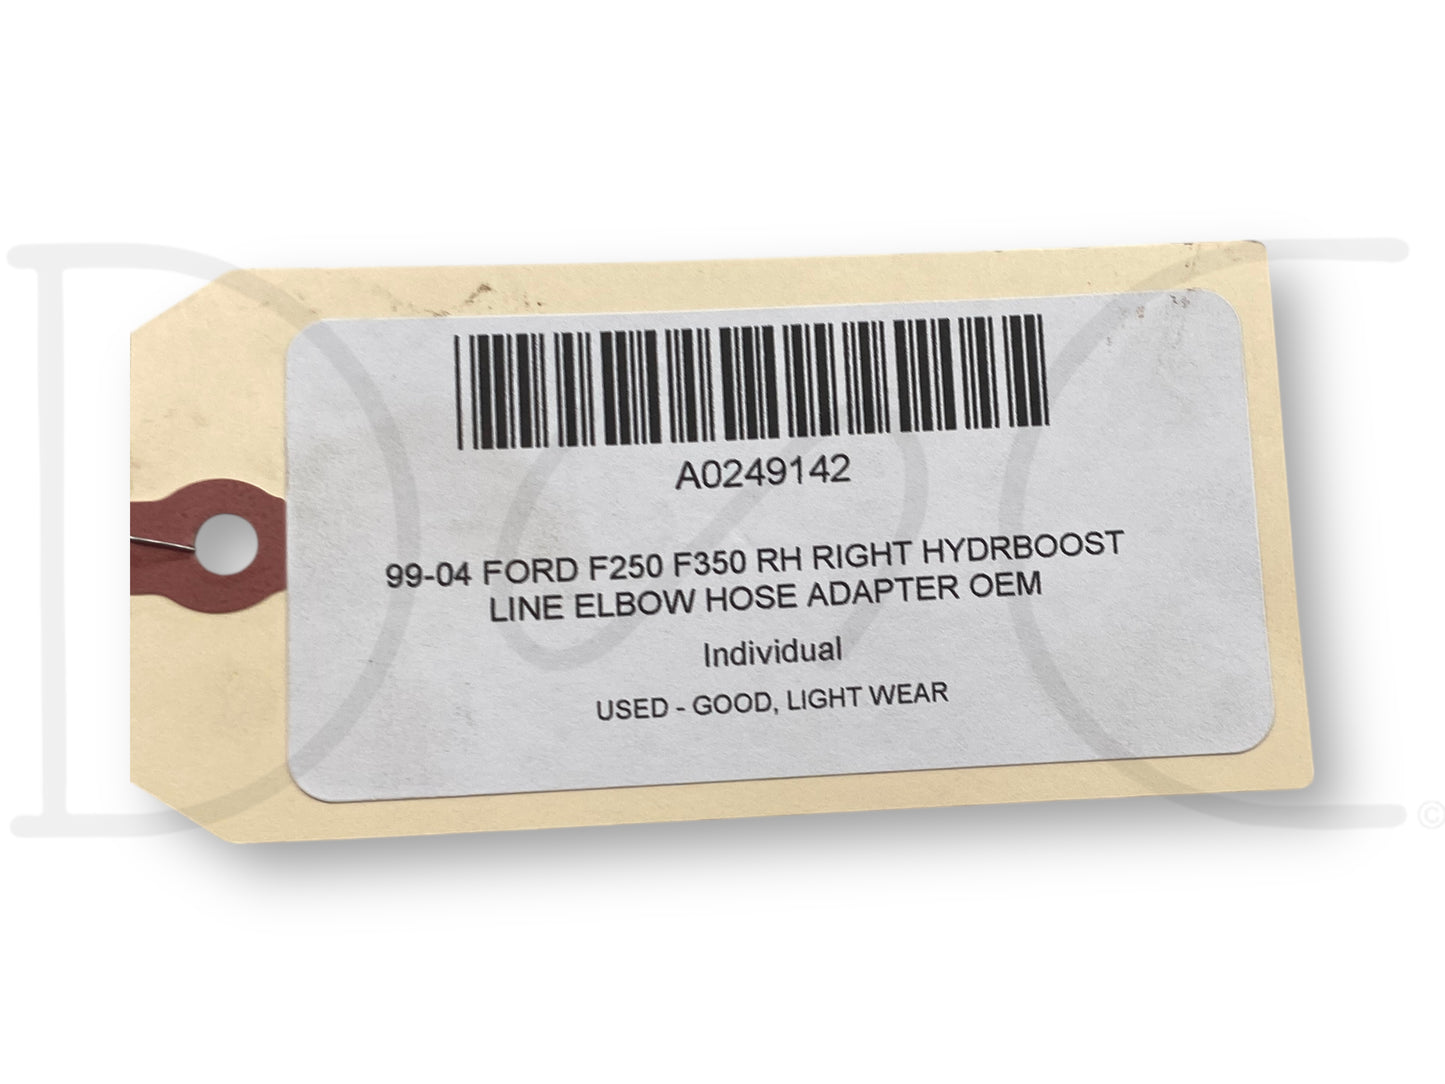 A0249142
99-04 FORD F250 F350 RH RIGHT HYDRBOOST
LINE ELBOW HOSE ADAPTER OEM
Individual
USED - GOOD, LIGHT WEAR
©